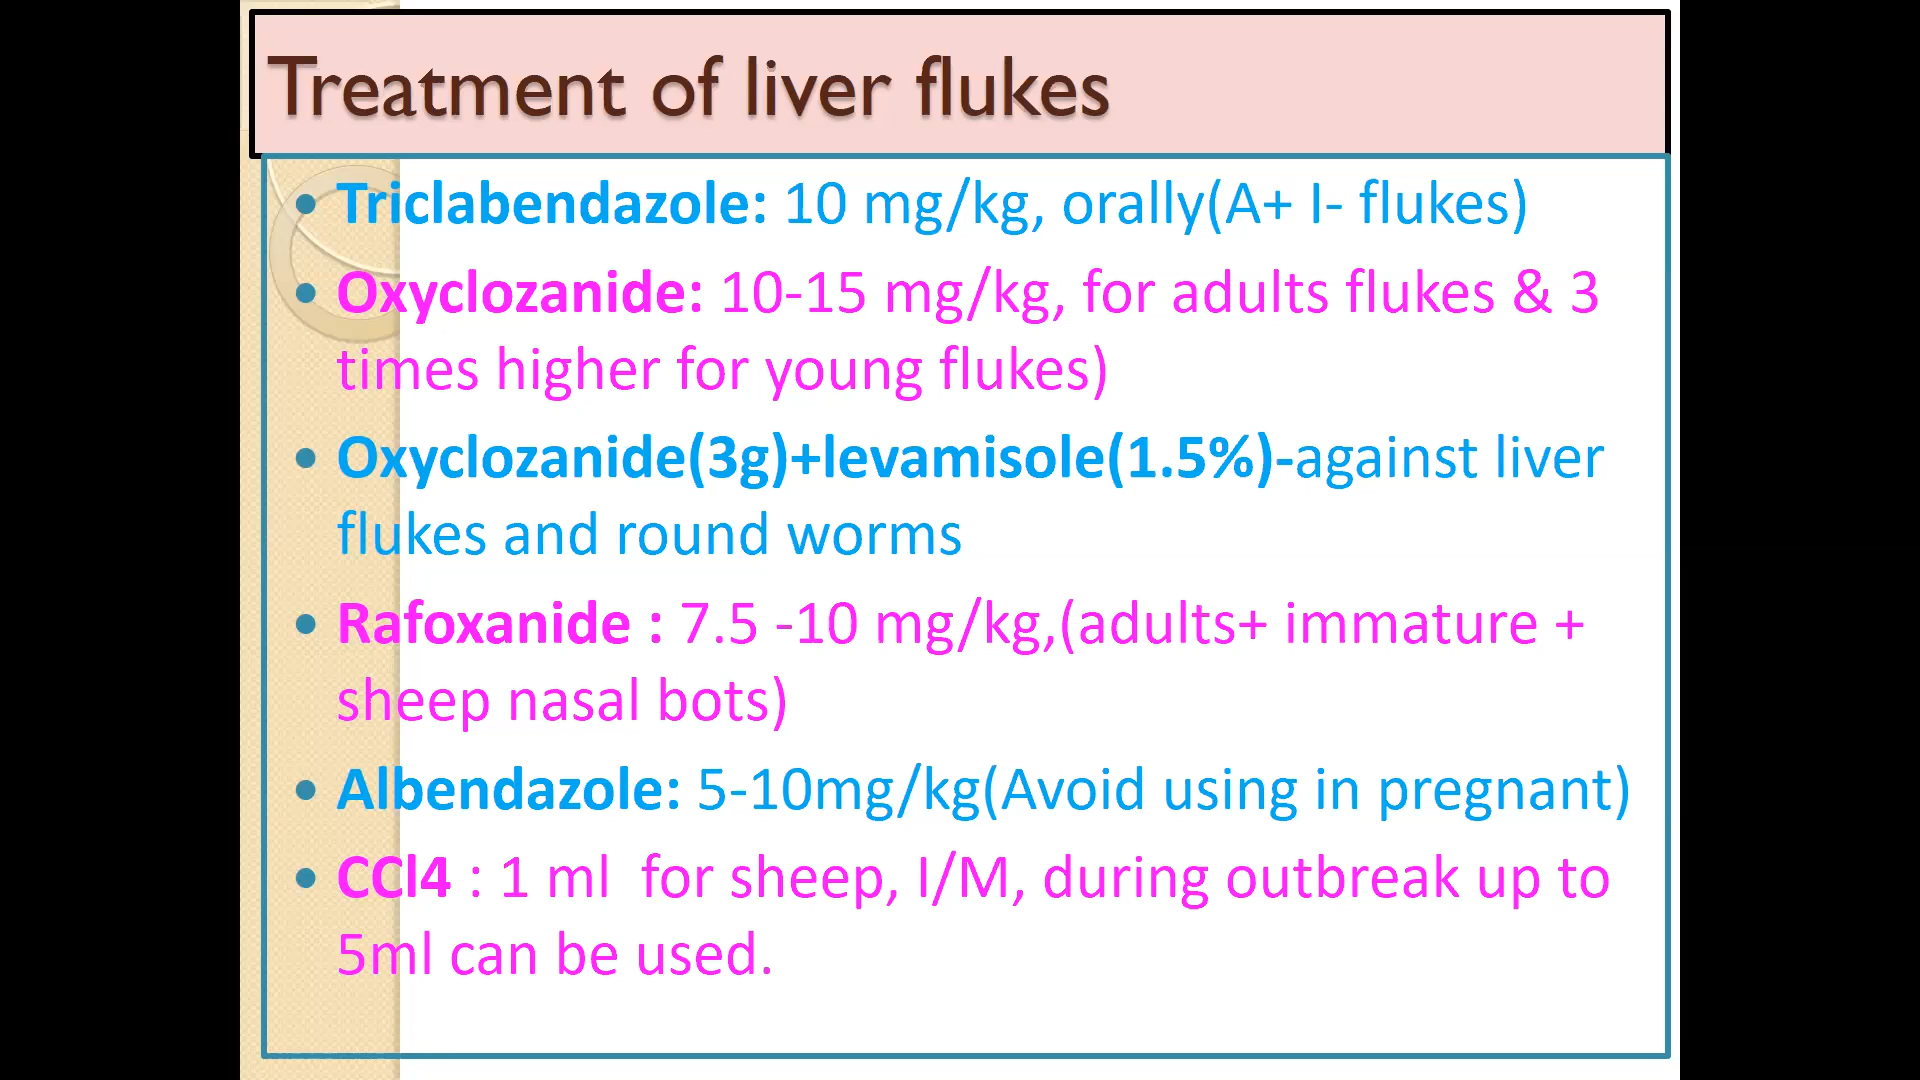 Treatment of liver flukes
• Triclabendazole: 10 mg/kg, orally(A+ I- flukes)
• Oxyclozanide: 10-15 mg/kg, for adults flukes & 3
times higher for young flukes)
• Oxyclozanide(3g)+levamisole(1.5%)-against liver
flukes and round worms
• Rafoxanide : 7.5 -10 mg/kg,(adults+ immature +
sheep nasal bots)
• Albendazole: 5-10mg/kg(Avoid using in pregnant)
• CCl4 : 1 ml  for sheep, I/M, during outbreak up to
5ml can be used.